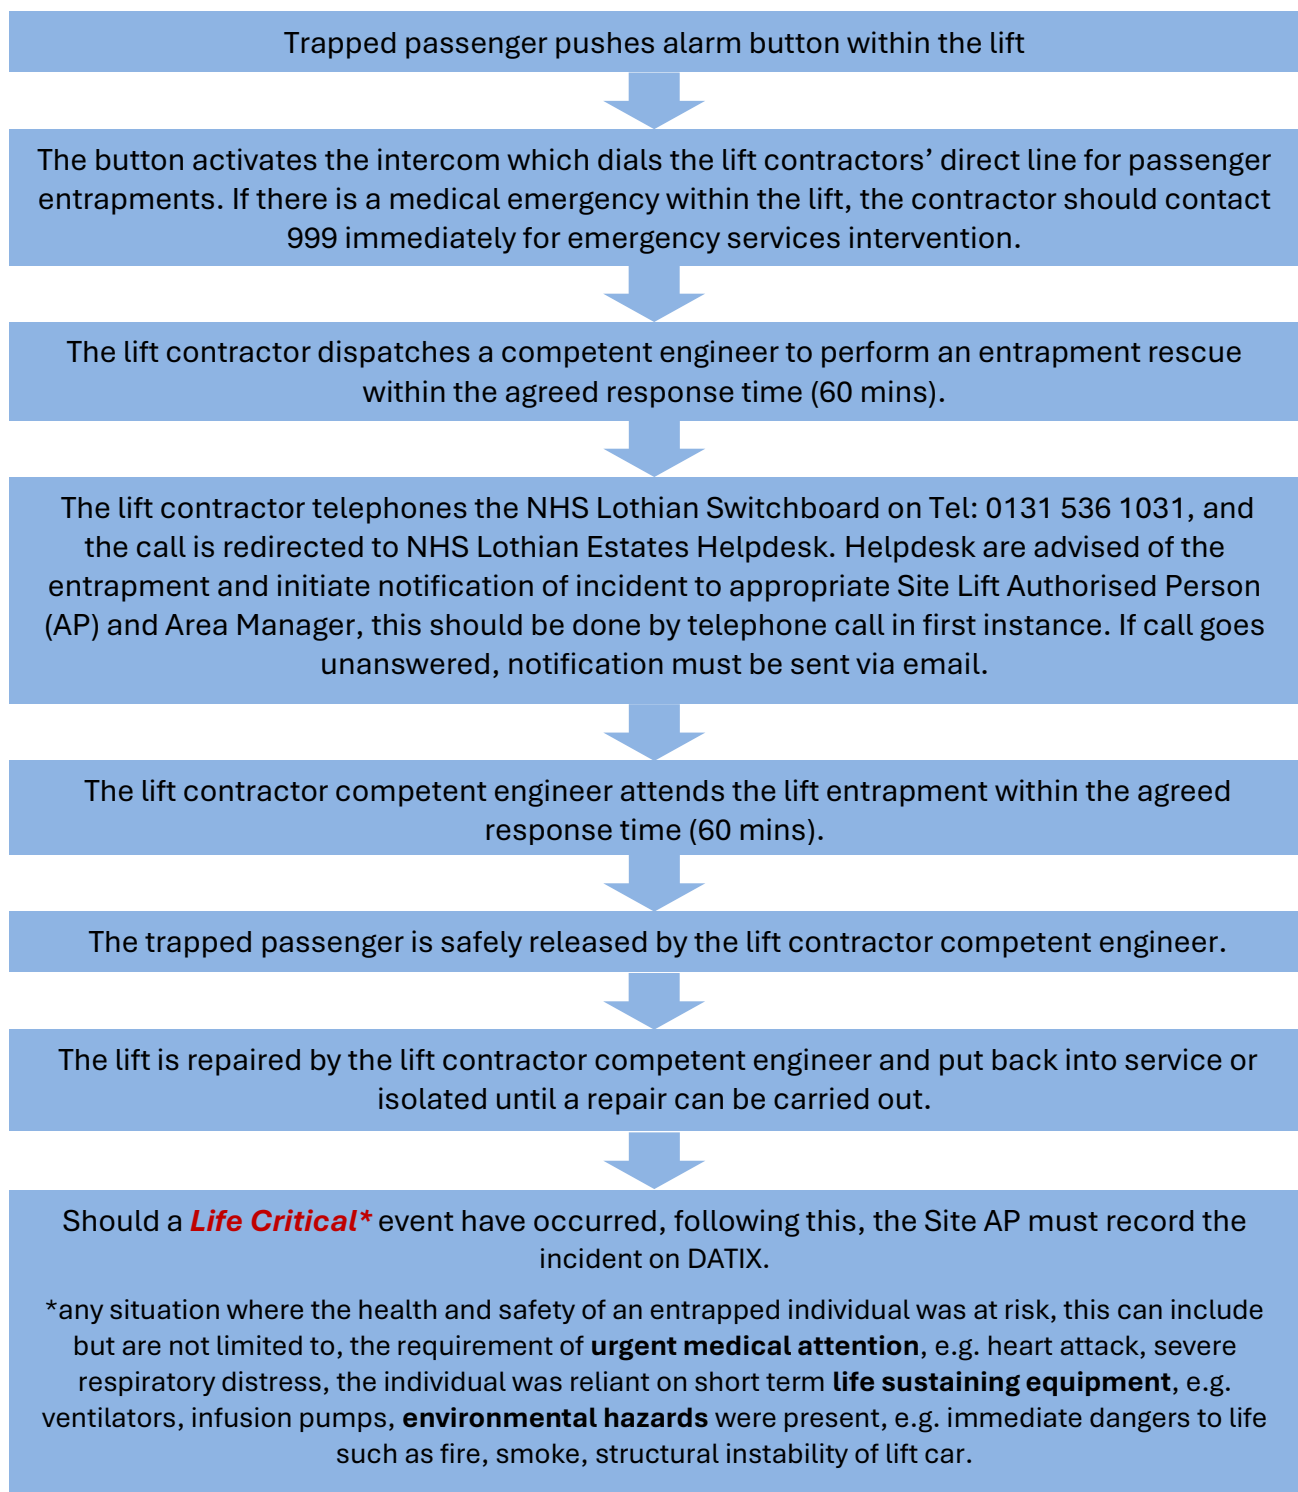 Trapped passenger pushes alarm button within the lift
The button activates the intercom which dials the lift contractors’ direct line for passenger
entrapments. If there is a medical emergency within the lift, the contractor should contact
999 immediately for emergency services intervention.
The lift contractor dispatches a competent engineer to perform an entrapment rescue
within the agreed response time (60 mins).
The lift contractor telephones the NHS Lothian Switchboard on Tel: 0131 536 1031, and
the call is redirected to NHS Lothian Estates Helpdesk. Helpdesk are advised of the
entrapment and initiate notification of incident to appropriate Site Lift Authorised Person
(AP) and Area Manager, this should be done by telephone call in first instance. If call goes
unanswered, notification must be sent via email.
The lift contractor competent engineer attends the lift entrapment within the agreed
response time (60 mins).
The trapped passenger is safely released by the lift contractor competent engineer.
The lift is repaired by the lift contractor competent engineer and put back into service or
isolated until a repair can be carried out.
Should a Life Critical* event have occurred, following this, the Site AP must record the
incident on DATIX.
*any situation where the health and safety of an entrapped individual was at risk, this can include
but are not limited to, the requirement of urgent medical attention, e.g. heart attack, severe
respiratory distress, the individual was reliant on short term life sustaining equipment, e.g.
ventilators, infusion pumps, environmental hazards were present, e.g. immediate dangers to life
such as fire, smoke, structural instability of lift car.